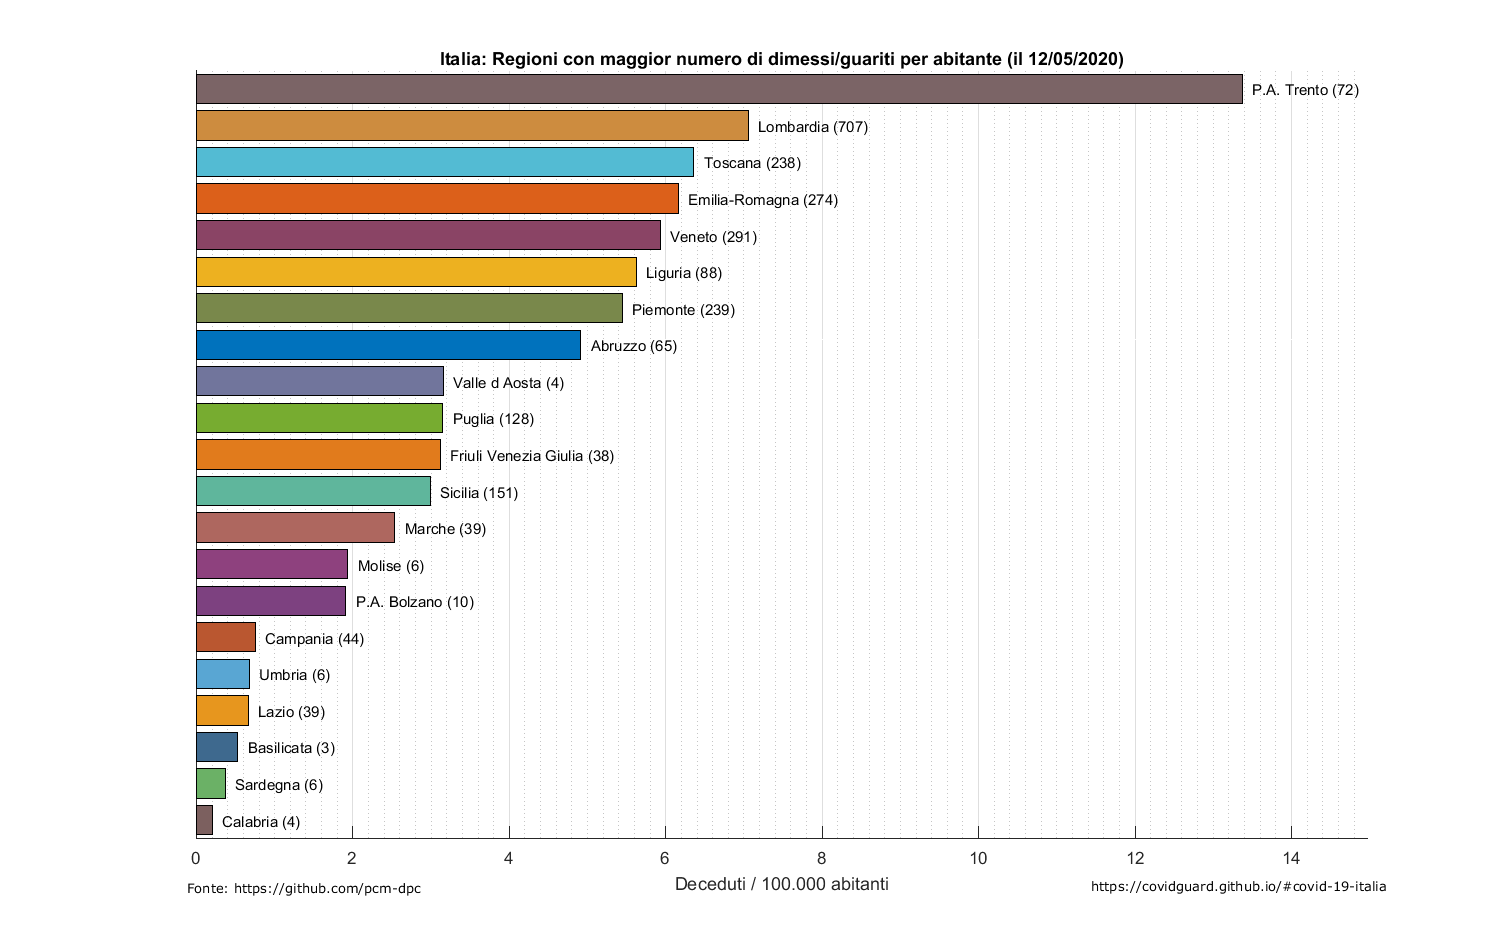 Italia: Regioni con maggior numero di dimessi/guariti per abitante (il 12/05/2020)
P.A. Trento (72)
Lombardia (707)
Toscana (238)
Emilia-Romagna (274)
Veneto (291)
Liguria (88)
Piemonte (239)
Abruzzo (65)
Valle d Aosta (4)
Puglia (128)
Friuli Venezia Giulia (38)
Sicilia (151)
Marche (39)
Molise (6)
P.A. Bolzano (10)
Campania (44)
Umbria (6)
Lazio (39)
Basilicata (3)
Sardegna (6)
Calabria (4)
0 2 4 6 8 10 12 14
Deceduti / 100.000 abitanti
Fonte: https://github.com/pcm-dpc
https://covidguard.github.io/#covid-19-italia